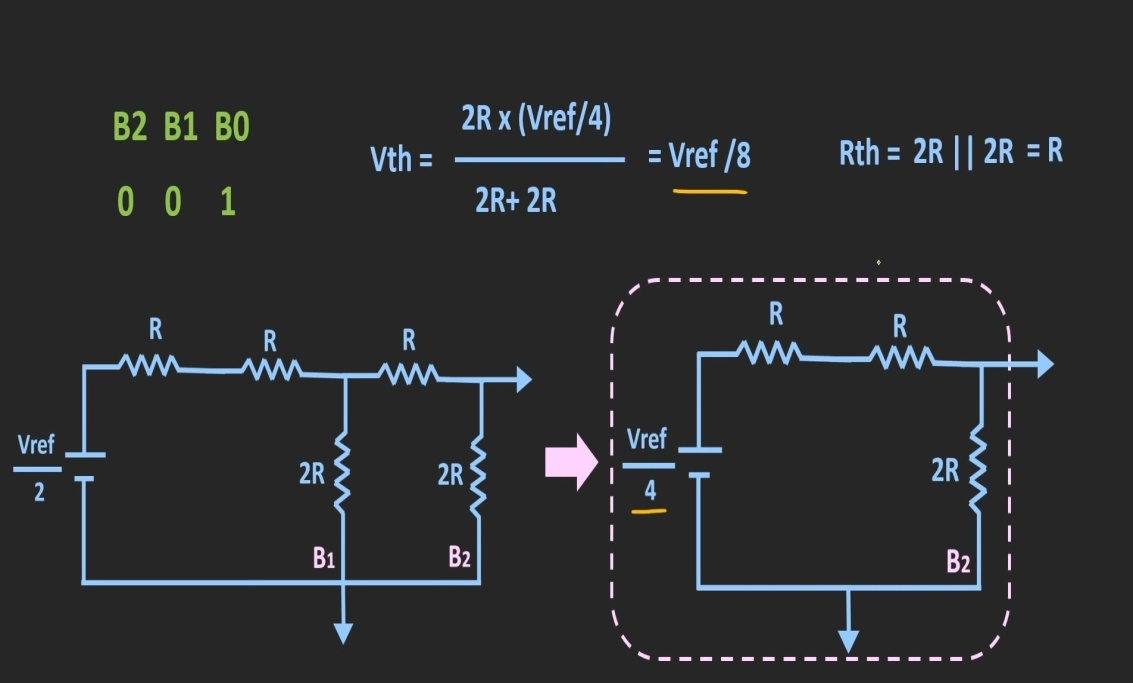 B2 B1 B0
0 0 1
Vth = 2R x (Vref/4)
2R+ 2R
= Vref /8
Rth = 2R || 2R = R
R
R
R
Vref
2
2R
2R
B1
B2
R
R
Vref
4
2R
B2